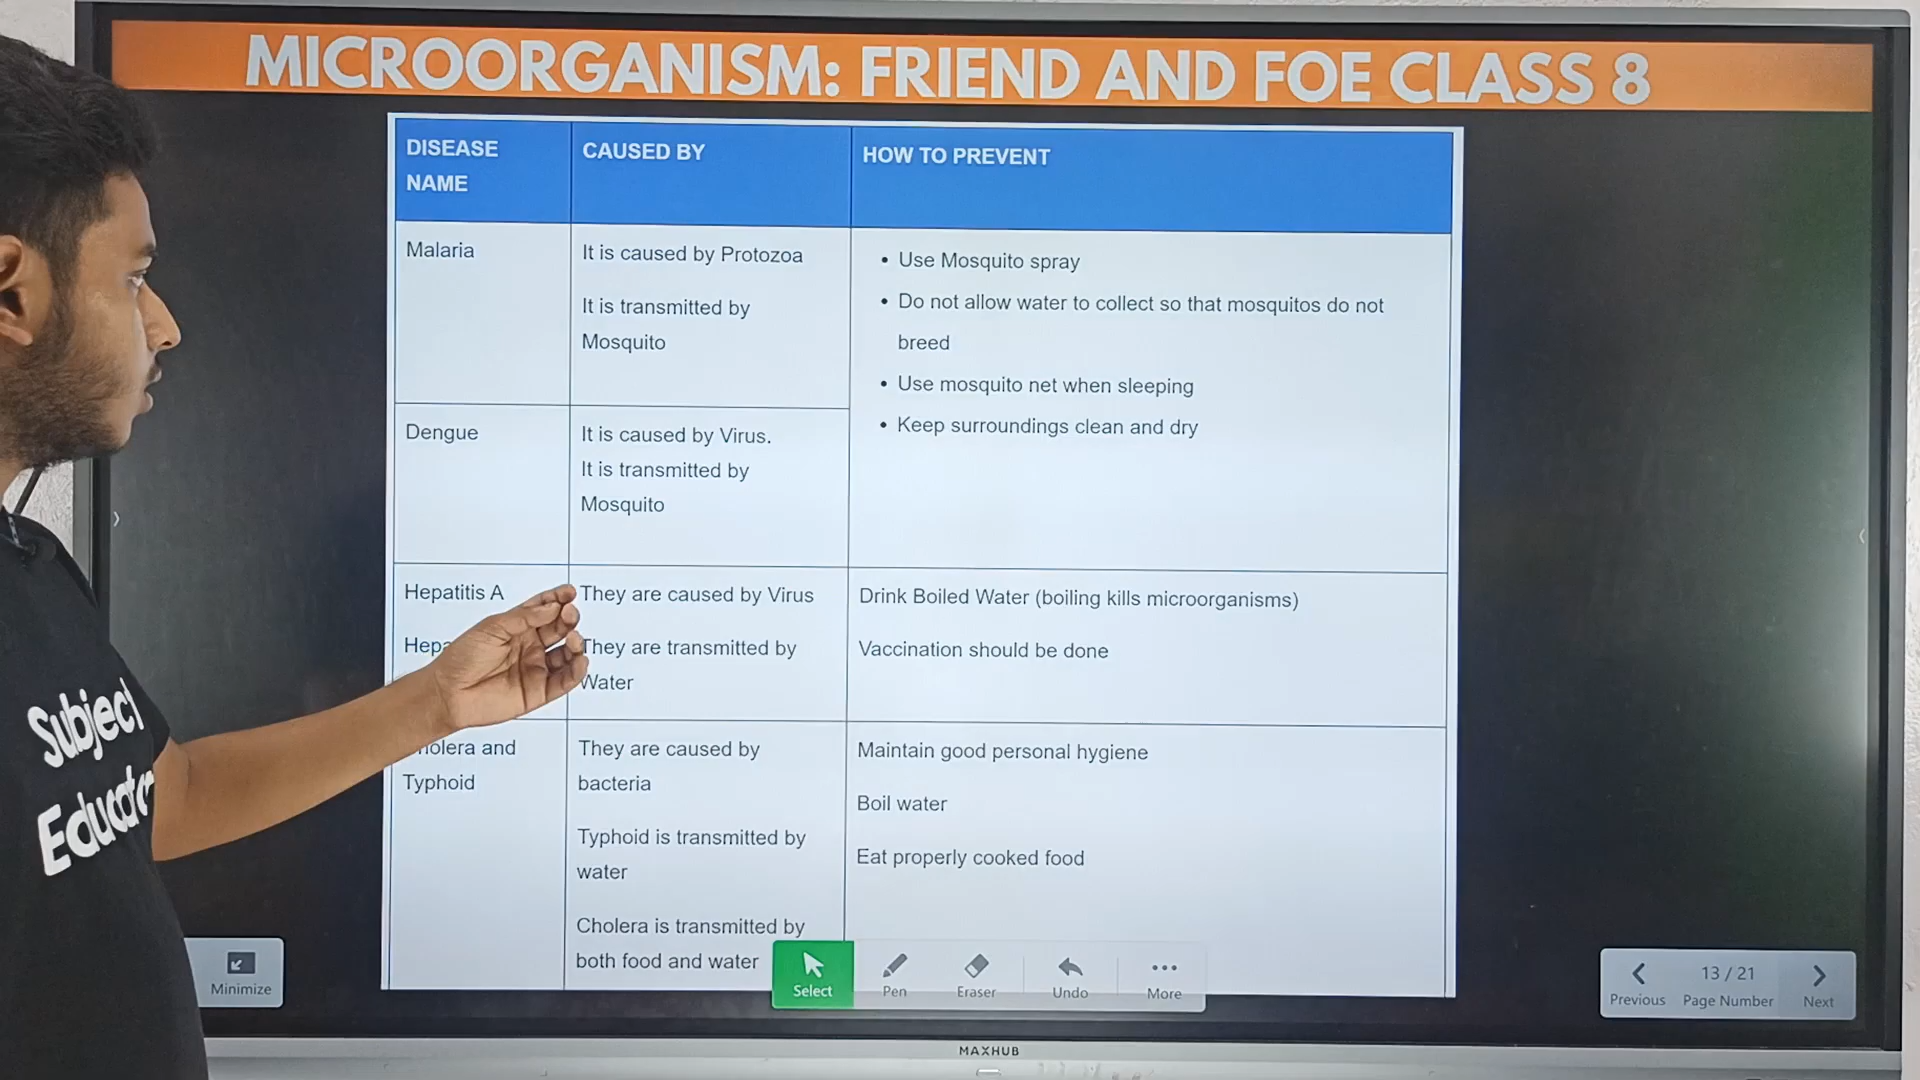 MICROORGANISM: FRIEND AND FOE CLASS 8
DISEASE
NAME
CAUSED BY
HOW TO PREVENT
Malaria
It is caused by Protozoa
It is transmitted by
Mosquito
• Use Mosquito spray
• Do not allow water to collect so that mosquitos do not
breed
• Use mosquito net when sleeping
• Keep surroundings clean and dry
Dengue
It is caused by Virus.
It is transmitted by
Mosquito
Hepatitis A
They are caused by Virus
They are transmitted by
Water
Drink Boiled Water (boiling kills microorganisms)
Vaccination should be done
Cholera and
Typhoid
They are caused by
bacteria
Typhoid is transmitted by
water
Cholera is transmitted by
both food and water
Maintain good personal hygiene
Boil water
Eat properly cooked food
Subject
Educator
Minimize
Select
Pen
Eraser
Undo
More
13 / 21
Previous
Page Number
Next
MAXHUB